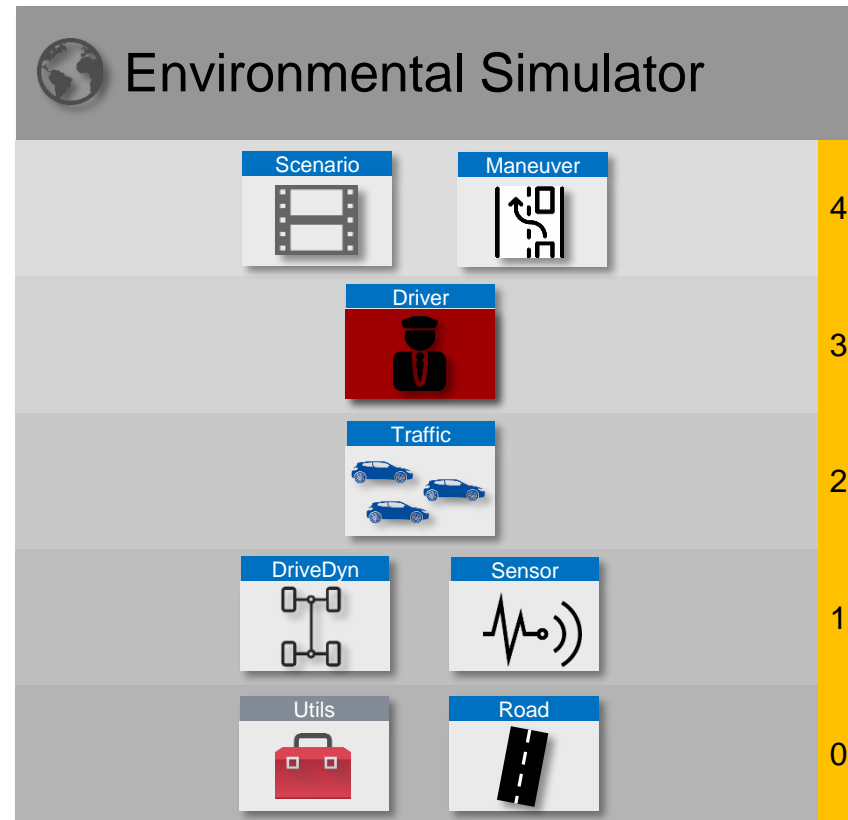 Environmental Simulator
Scenario
Maneuver
4
Driver
3
Traffic
2
DriveDyn
Sensor
1
Utils
Road
0